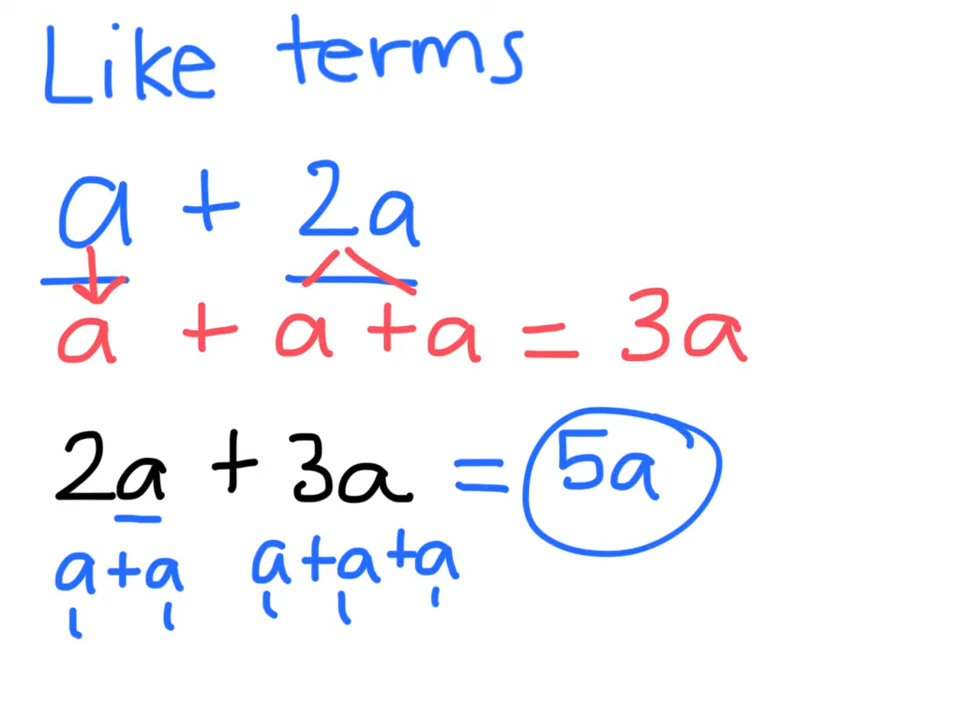 Like terms
a + 2a
a + a + a = 3a
2a + 3a = 5a
a + a a + a + a